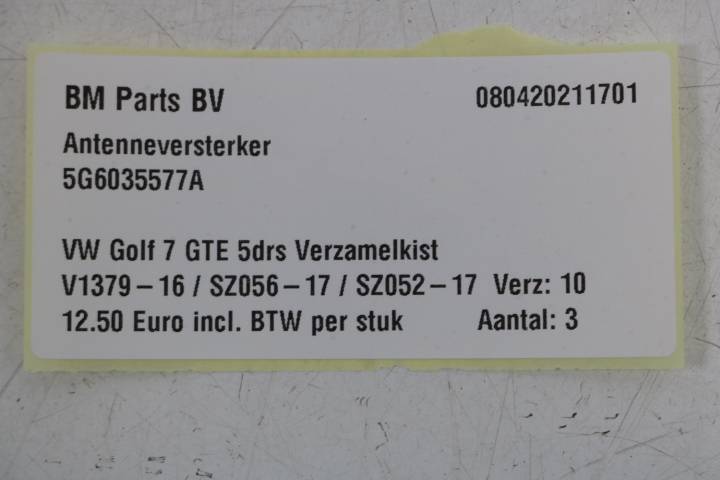 BM Parts BV 080420211701
Antenneversterker
5G6035577A
VW Golf 7 GTE 5drs Verzamelkist
V1379-16 / SZ056-17 / SZ052-17 Verz: 10
12.50 Euro incl. BTW per stuk Aantal: 3